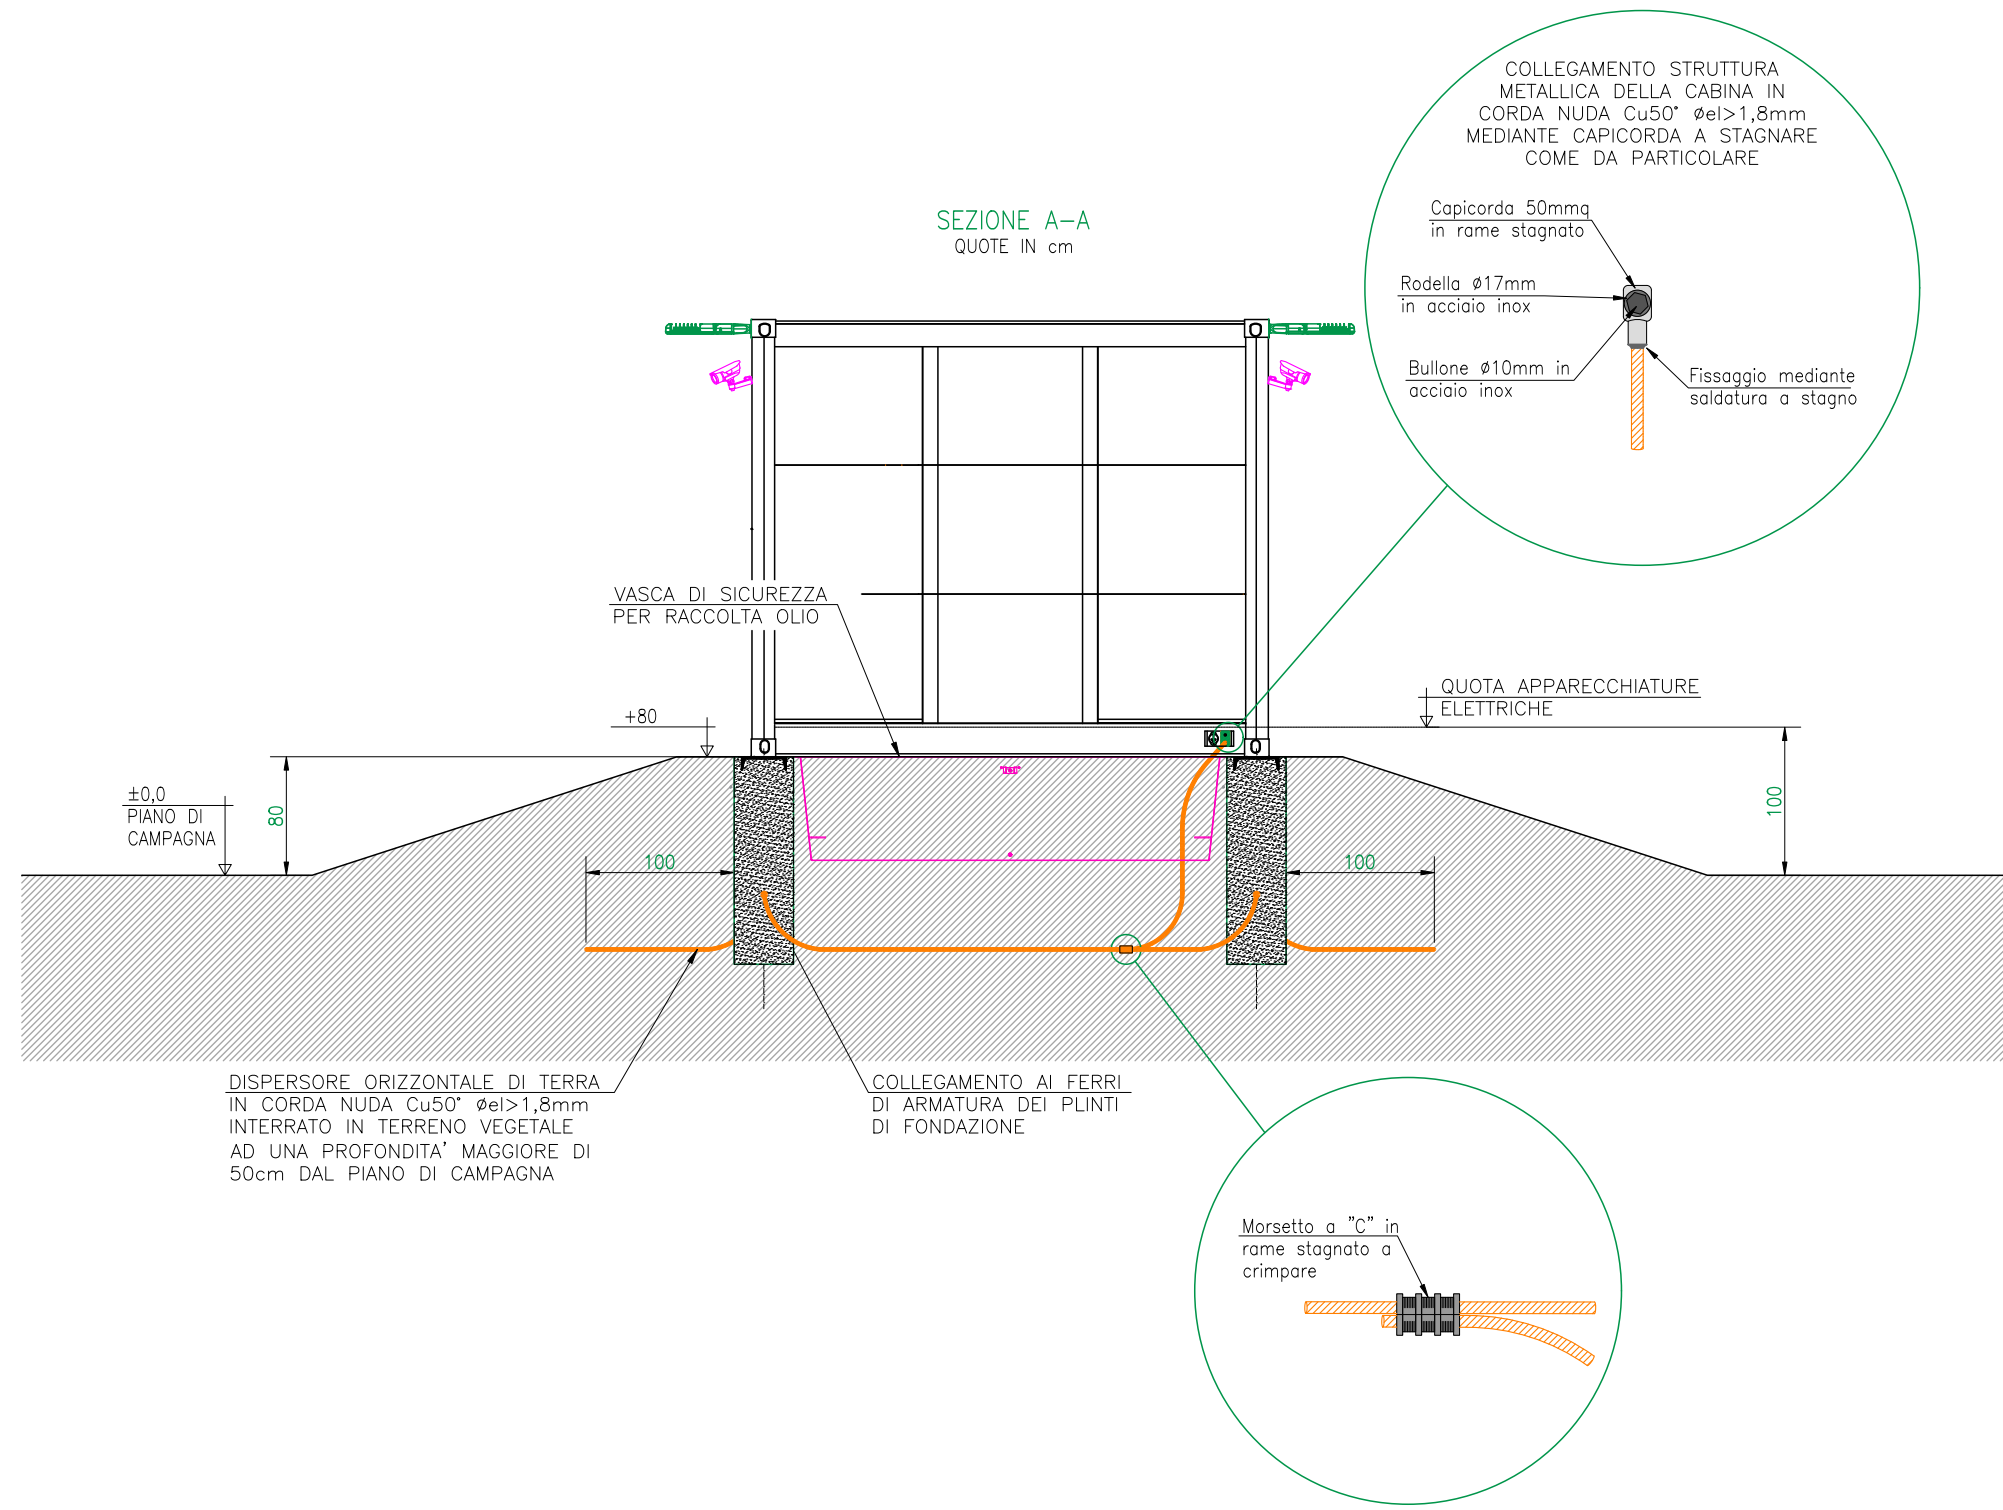 COLLEGAMENTO STRUTTURA
METALLICA DELLA CABINA IN
CORDA NUDA Cu50° øel>1,8mm
MEDIANTE CAPICORDA A STAGNARE
COME DA PARTICOLARE
Capicorda 50mmq
in rame stagnato
Rodella ø17mm
in acciaio inox
Bullone ø10mm in
acciaio inox
Fissaggio mediante
saldatura a stagno
SEZIONE A-A
QUOTE IN cm
VASCA DI SICUREZZA
PER RACCOLTA OLIO
+80
QUOTA APPARECCHIATURE
ELETTRICHE
±0,0
PIANO DI
CAMPAGNA
80
100
100
100
DISPERSORE ORIZZONTALE DI TERRA
IN CORDA NUDA Cu50° øel>1,8mm
INTERRATO IN TERRENO VEGETALE
AD UNA PROFONDITA' MAGGIORE DI
50cm DAL PIANO DI CAMPAGNA
COLLEGAMENTO AI FERRI
DI ARMATURA DEI PLINTI
DI FONDAZIONE
Morsetto a "C" in
rame stagnato a
crimpare